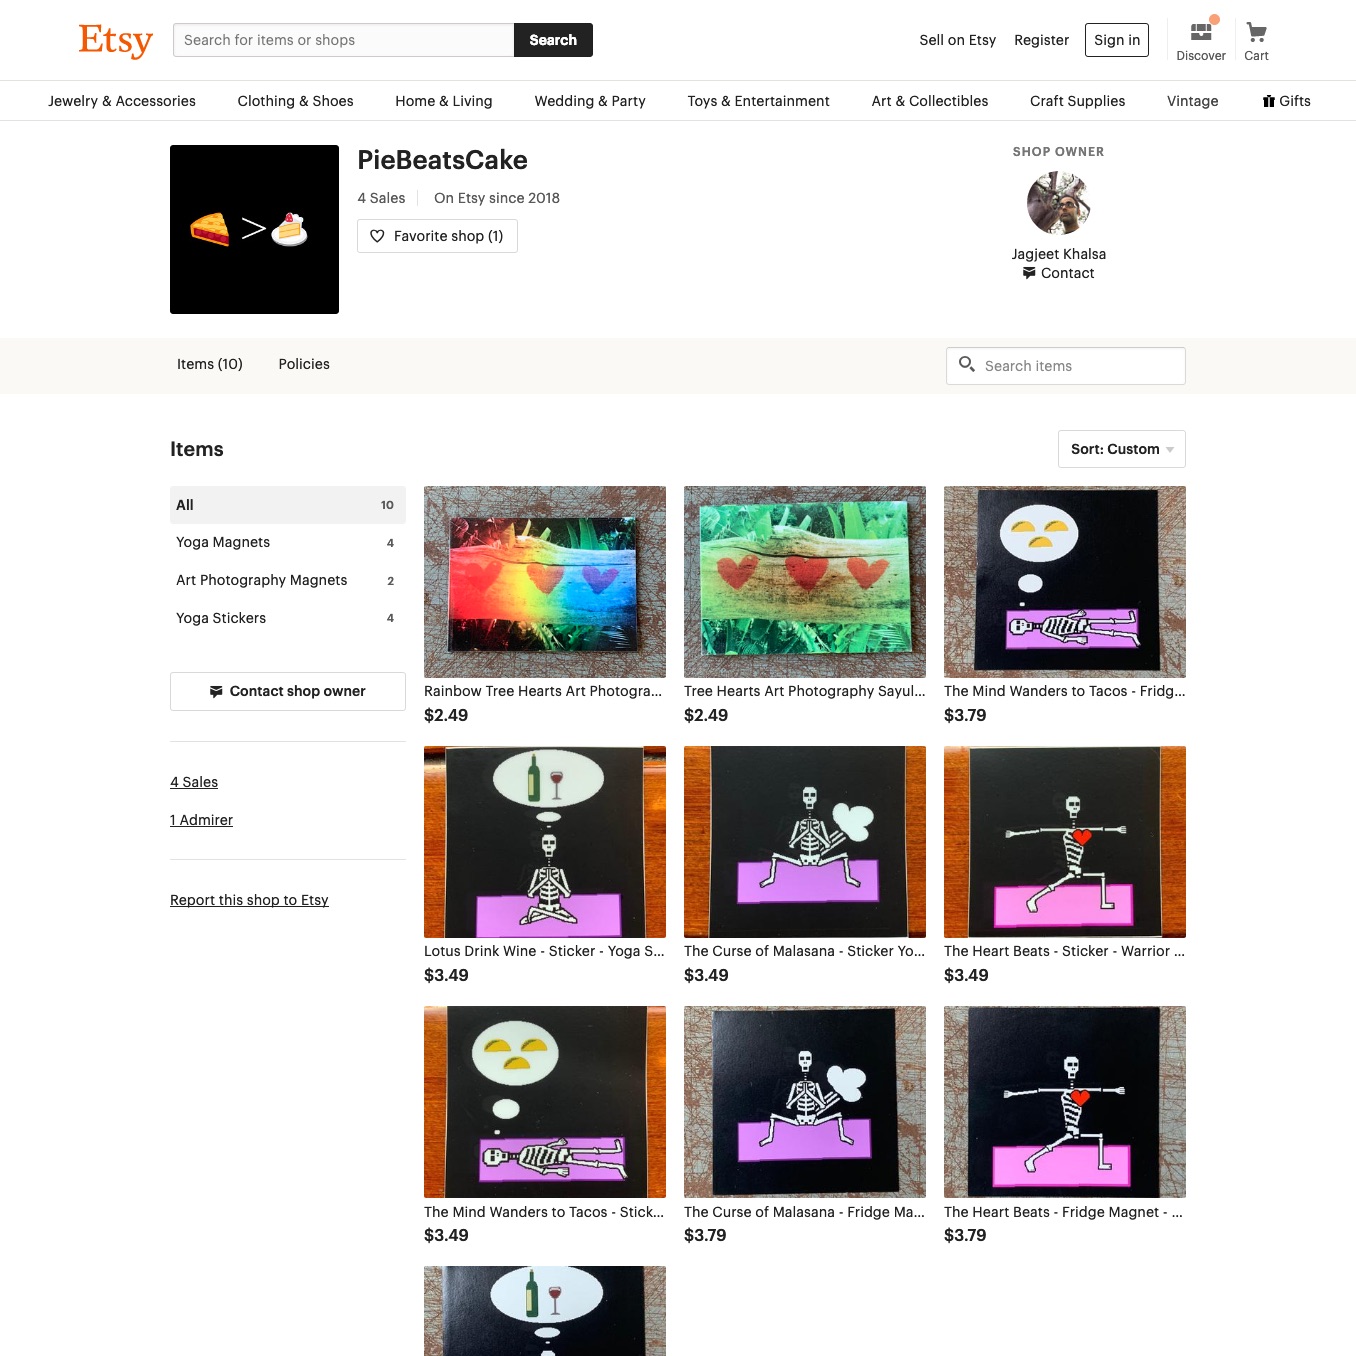 Etsy
Search for items or shops
Search
Sell on Etsy
Register
Sign in
Discover
Cart
Jewelry & Accessories
Clothing & Shoes
Home & Living
Wedding & Party
Toys & Entertainment
Art & Collectibles
Craft Supplies
Vintage
Gifts
PieBeatsCake
4 Sales
On Etsy since 2018
Favorite shop (1)
SHOP OWNER
Jagjeet Khalsa
Contact
Items (10)
Policies
Search items
Items
Sort: Custom
All 10
Yoga Magnets 4
Art Photography Magnets 2
Yoga Stickers 4
Contact shop owner
4 Sales
1 Admirer
Report this shop to Etsy
Rainbow Tree Hearts Art Photogra...
$2.49
Tree Hearts Art Photography Sayul...
$2.49
The Mind Wanders to Tacos - Fridg...
$3.79
Lotus Drink Wine - Sticker - Yoga S...
$3.49
The Curse of Malasana - Sticker Yo...
$3.49
The Heart Beats - Sticker - Warrior ...
$3.49
The Mind Wanders to Tacos - Stick...
$3.49
The Curse of Malasana - Fridge Ma...
$3.79
The Heart Beats - Fridge Magnet - ...
$3.79